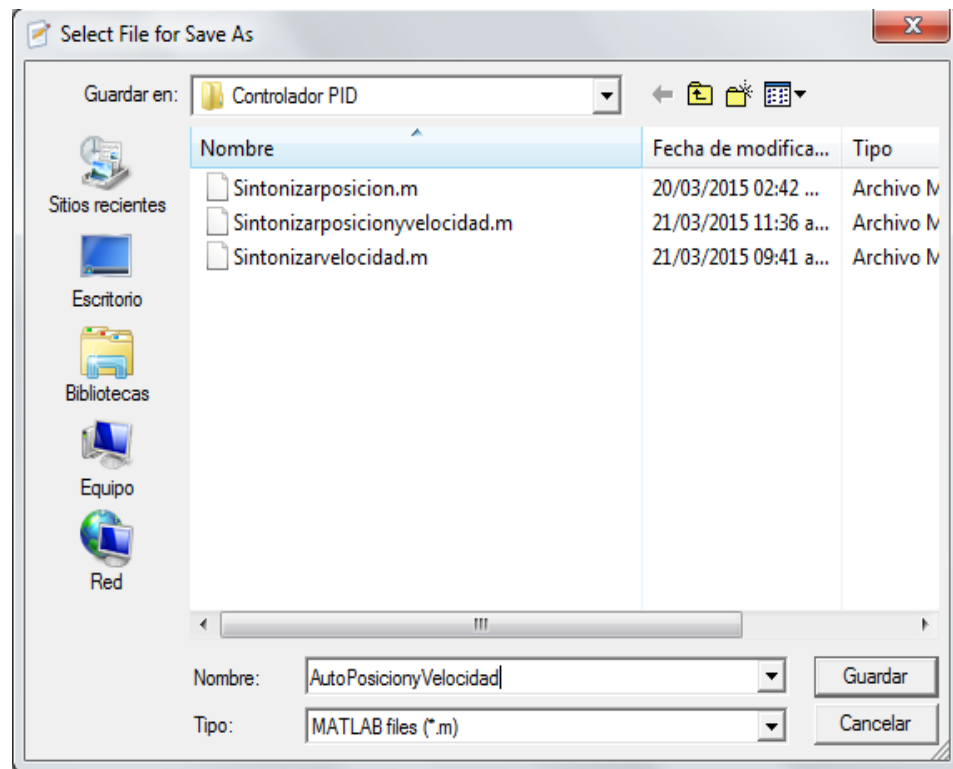 Select File for Save As
Guardar en: Controlador PID
Nombre Fecha de modifica... Tipo
Sintonizarposicion.m 20/03/2015 02:42 ... Archivo M
Sintonizarposicionyvelocidad.m 21/03/2015 11:36 a... Archivo M
Sintonizarvelocidad.m 21/03/2015 09:41 a... Archivo M
Sitios recientes
Escritorio
Bibliotecas
Equipo
Red
Nombre: AutoPosicionyVelocidad Guardar
Tipo: MATLAB files (*.m) Cancelar